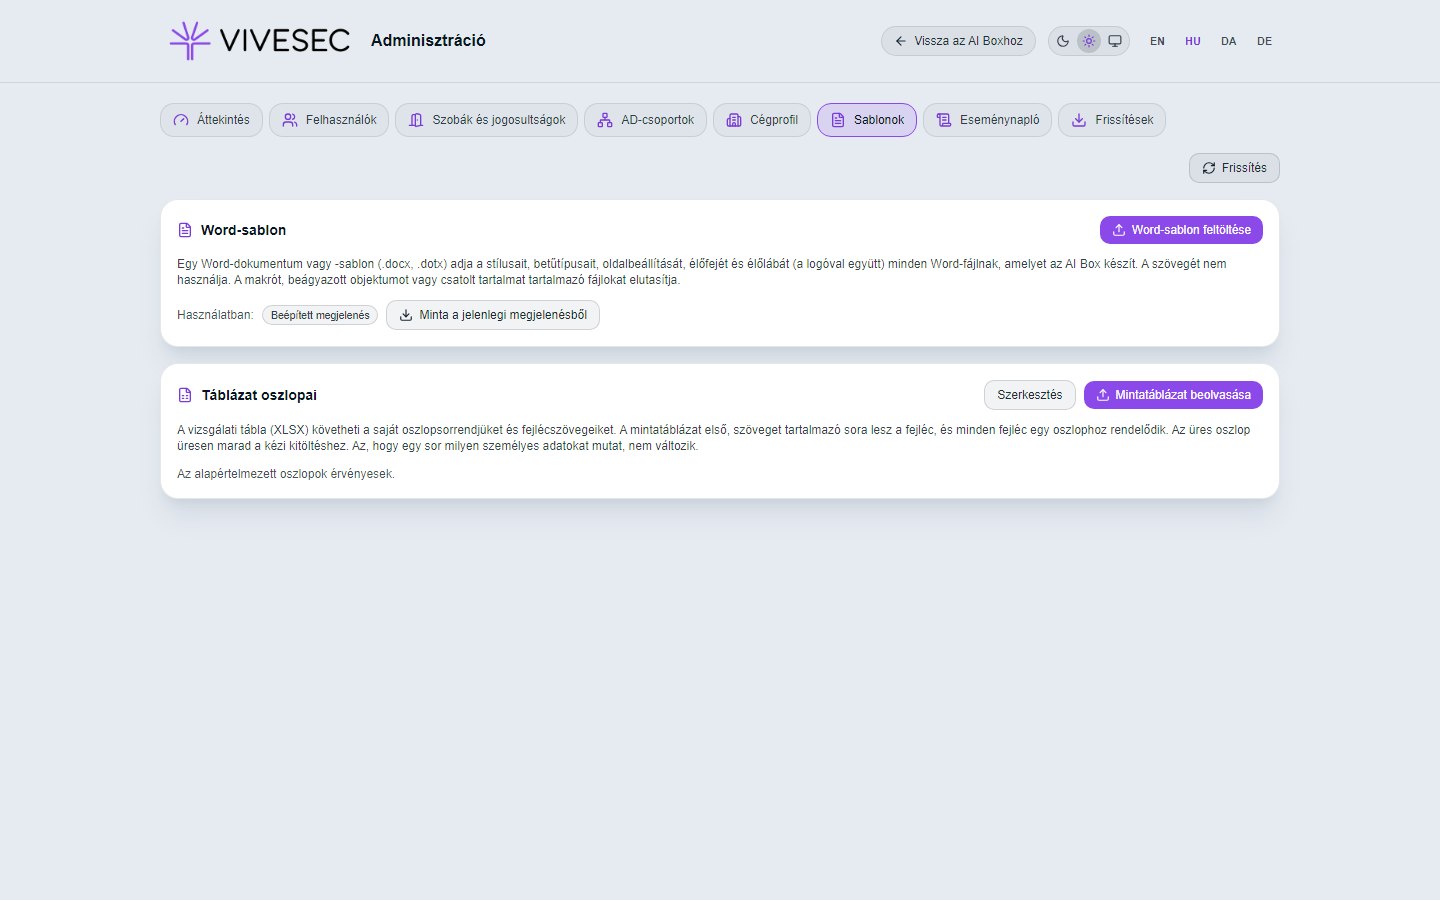 VIVESEC
Adminisztráció
Vissza az AI Boxhoz
EN HU DA DE
Áttekintés
Felhasználók
Szobák és jogosultságok
AD-csoportok
Cégprofil
Sablonok
Eseménynapló
Frissítések
Frissítés
Word-sablon
Word-sablon feltöltése
Egy Word-dokumentum vagy -sablon (.docx, .dotx) adja a stílusait, betűtípusait, oldalbeállítását, élőfejét és élőlábát (a logóval együtt) minden Word-fájlnak, amelyet az AI Box készít. A szövegét nem
használja. A makrót, beágyazott objektumot vagy csatolt tartalmat tartalmazó fájlokat elutasítja.
Használatban: Beépített megjelenés Minta a jelenlegi megjelenésből
Táblázat oszlopai
Szerkesztés
Mintatáblázat beolvasása
A vizsgálati tábla (XLSX) követheti a saját oszlopsorrendjüket és fejlécszövegeiket. A mintatáblázat első, szöveget tartalmazó sora lesz a fejléc, és minden fejléc egy oszlophoz rendelődik. Az üres oszlop
üresen marad a kézi kitöltéshez. Az, hogy egy sor milyen személyes adatokat mutat, nem változik.
Az alapértelmezett oszlopok érvényesek.